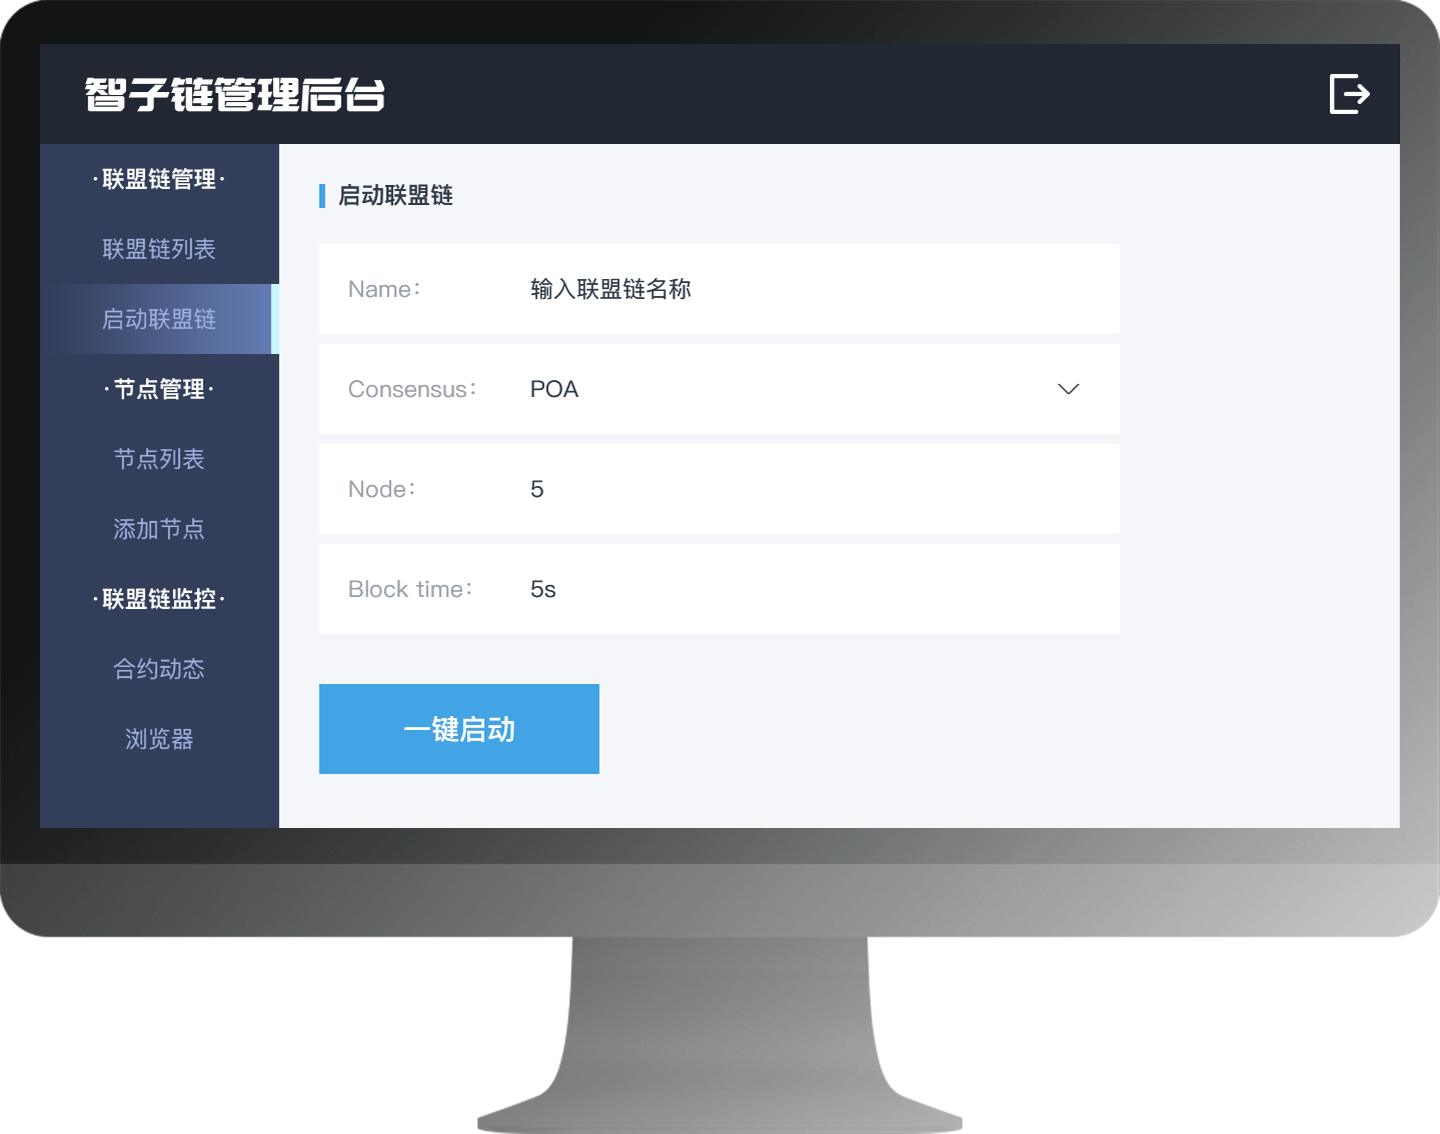 智子链管理后台
·联盟链管理·
联盟链列表
启动联盟链
·节点管理·
节点列表
添加节点
·联盟链监控·
合约动态
浏览器
启动联盟链
Name： 输入联盟链名称
Consensus： POA
Node： 5
Block time： 5s
一键启动